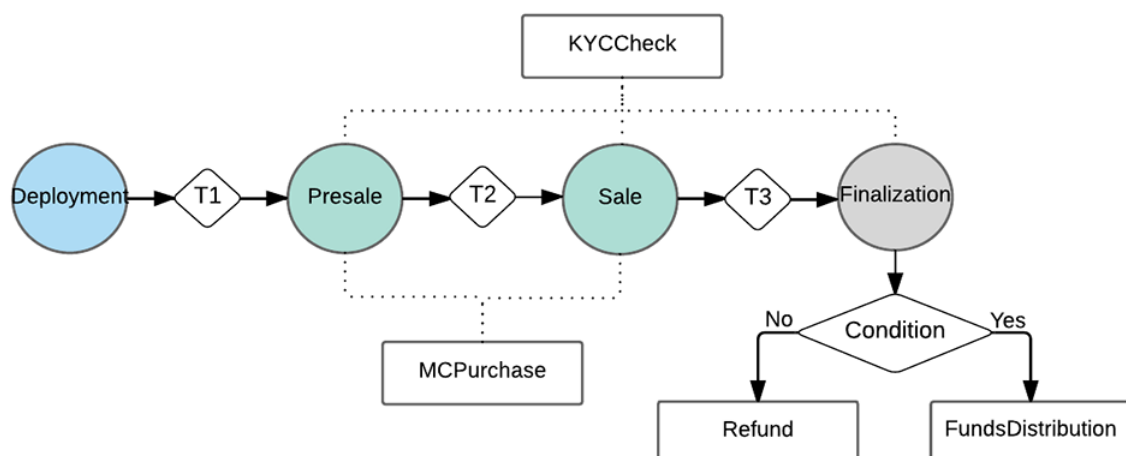 KYCCheck
Deployment
T1
Presale
T2
Sale
T3
Finalization
No
Condition
Yes
MCPurchase
Refund
FundsDistribution